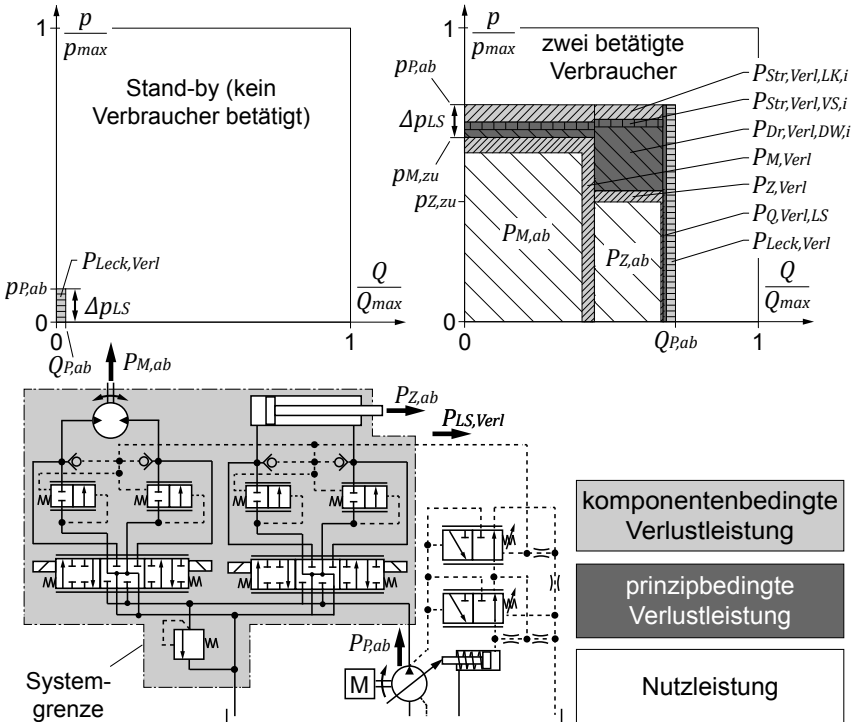 p
pmax
1
Stand-by (kein
Verbraucher betätigt)
PLeck,Verl
pP,ab
ΔpLS
Q
Qmax
0
0
1
QP,ab
p
pmax
1
zwei betätigte
Verbraucher
pP,ab
ΔpLS
pM,zu
pZ,zu
PM,ab
PZ,ab
PStr,Verl,LK,i
PStr,Verl,VS,i
PDr,Verl,DW,i
PM,Verl
PZ,Verl
PQ,Verl,LS
PLeck,Verl
Q
Qmax
0
0
QP,ab
1
PM,ab
PZ,ab
PLS,Verl
PP,ab
M
System-
grenze
komponentenbedingte
Verlustleistung
prinzipbedingte
Verlustleistung
Nutzleistung